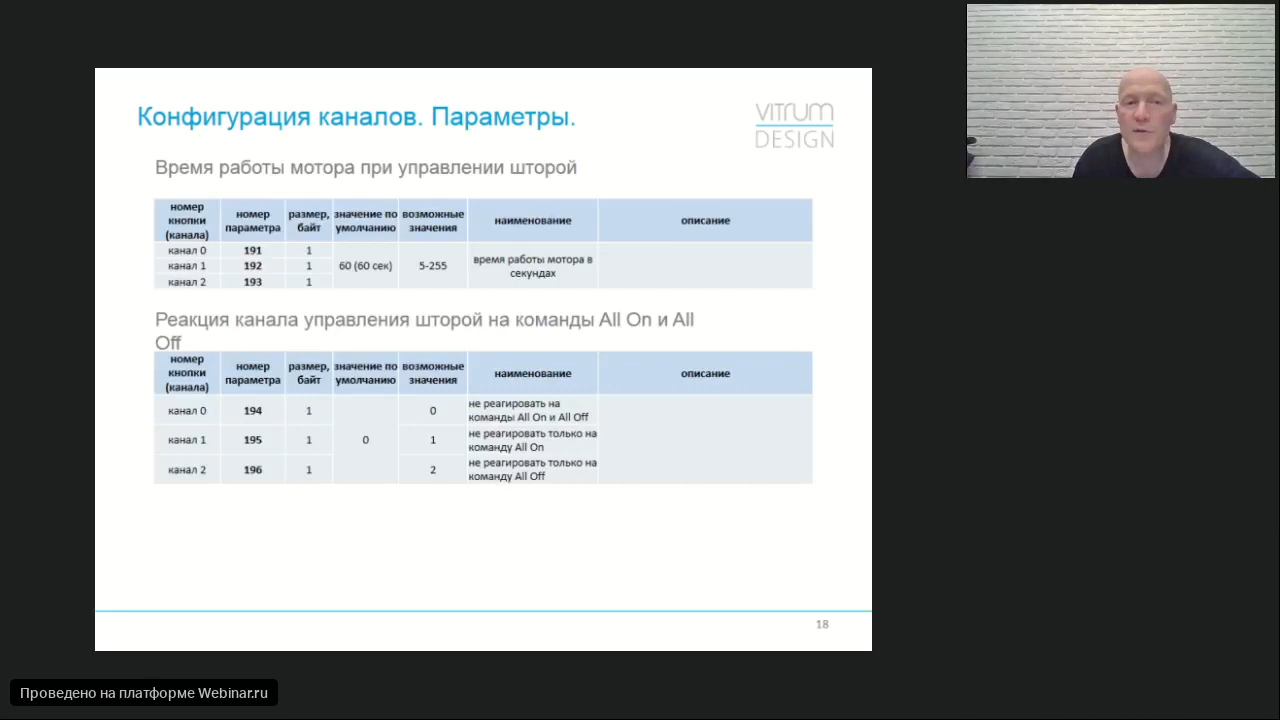 Конфигурация каналов. Параметры.
VITRUM
DESIGN
Время работы мотора при управлении шторой
номер кнопки (канала) номер параметра размер, байт значение по умолчанию возможные значения наименование описание
канал 0 191 1
канал 1 192 1 60 (60 сек) 5-255 время работы мотора в секундах
канал 2 193 1
Реакция канала управления шторой на команды All On и All
Off
номер кнопки (канала) номер параметра размер, байт значение по умолчанию возможные значения наименование описание
канал 0 194 1 0 не реагировать на команды All On и All Off
канал 1 195 1 0 1 не реагировать только на команду All On
канал 2 196 1 2 не реагировать только на команду All Off
18
Проведено на платформе Webinar.ru